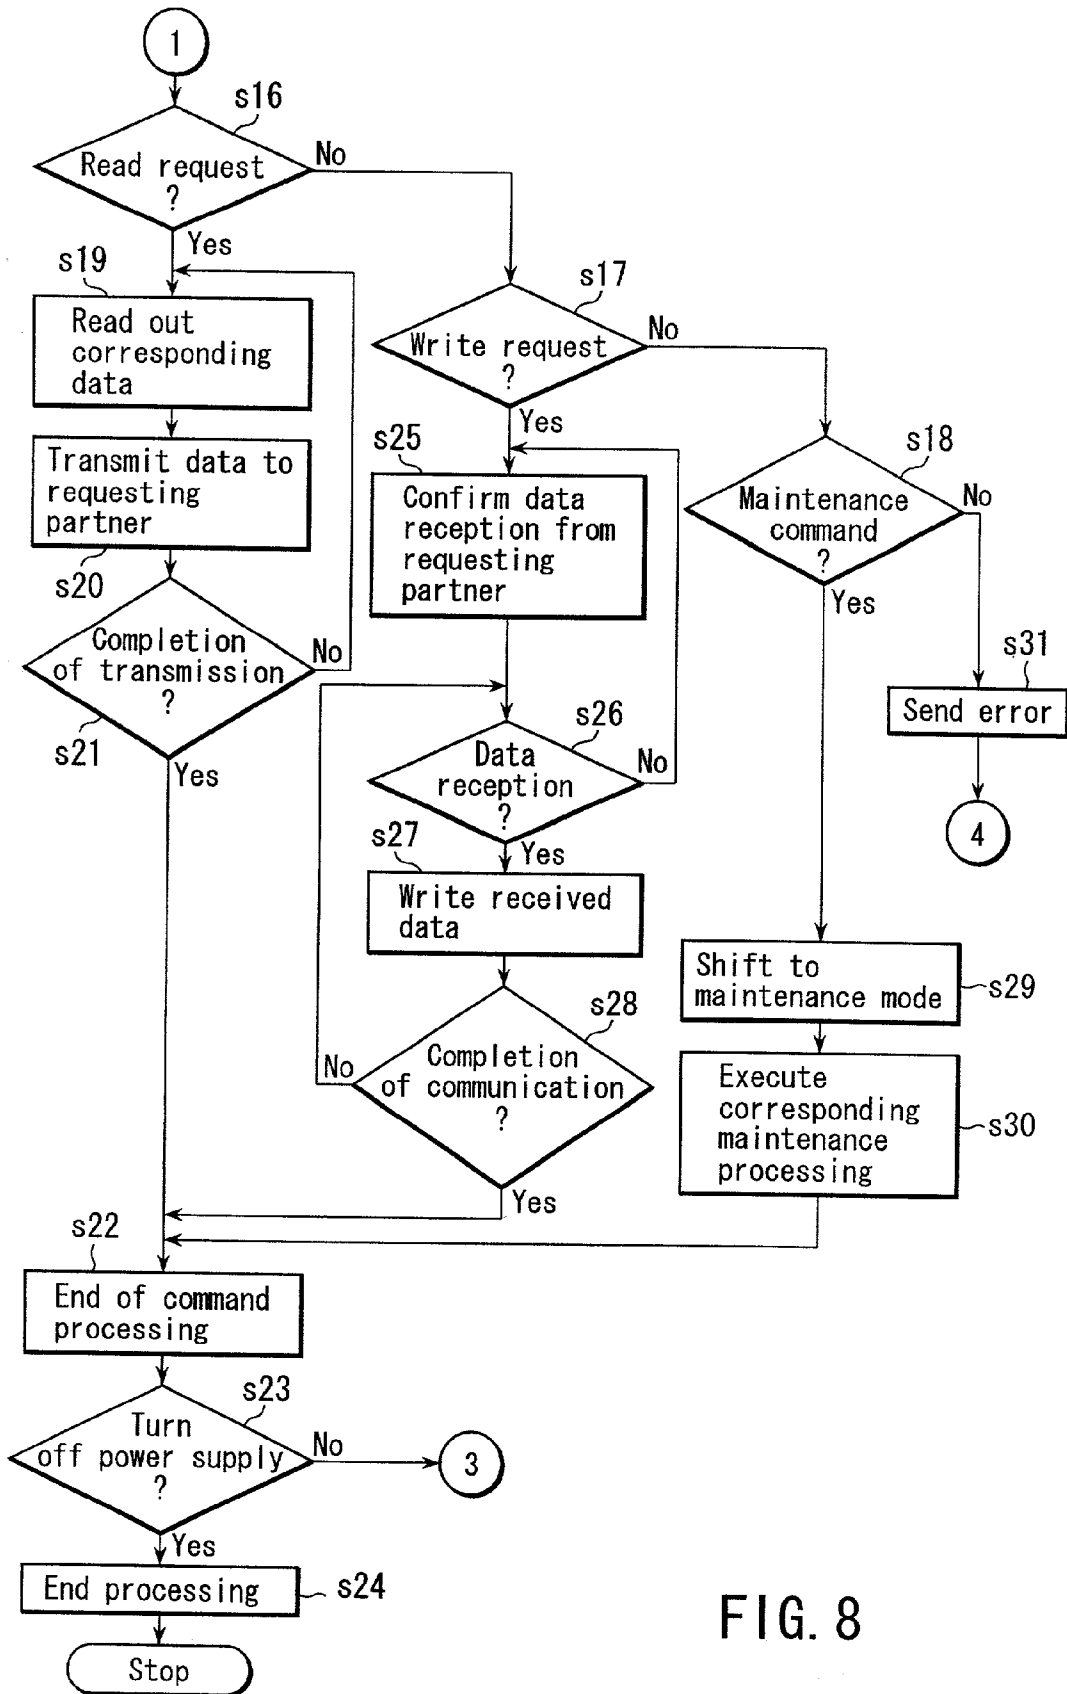 1
s16
Read request
?
No
Yes
s19
Read out
corresponding
data
Transmit data to
requesting
partner
s20
Completion
of transmission
?
No
s21
Yes
s17
Write request
?
No
Yes
s25
Confirm data
reception from
requesting
partner
s26
Data
reception
?
No
Yes
s27
Write received
data
s28
Completion
of communication
?
No
Yes
s18
Maintenance
command
?
No
Yes
s31
Send error
4
Shift to
maintenance mode
s29
Execute
corresponding
maintenance
processing
s30
s22
End of command
processing
s23
Turn
off power supply
?
No
3
Yes
End processing
s24
Stop
FIG. 8